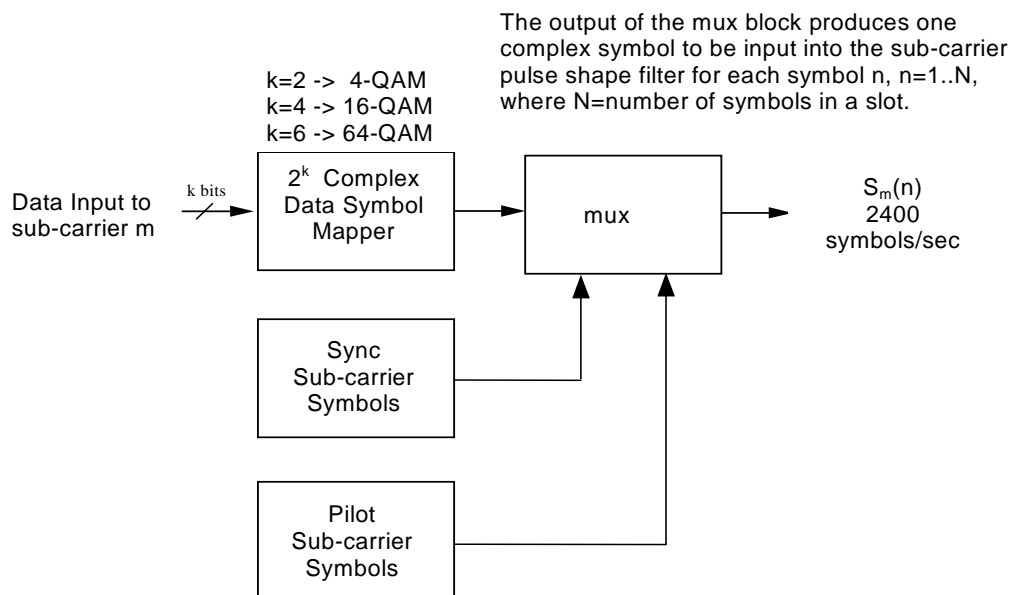 The output of the mux block produces one
complex symbol to be input into the sub-carrier
pulse shape filter for each symbol n, n=1..N,
where N=number of symbols in a slot.
k=2 -> 4-QAM
k=4 -> 16-QAM
k=6 -> 64-QAM
Data Input to
sub-carrier m
k bits
2^k Complex
Data Symbol
Mapper
mux
S_m(n)
2400
symbols/sec
Sync
Sub-carrier
Symbols
Pilot
Sub-carrier
Symbols